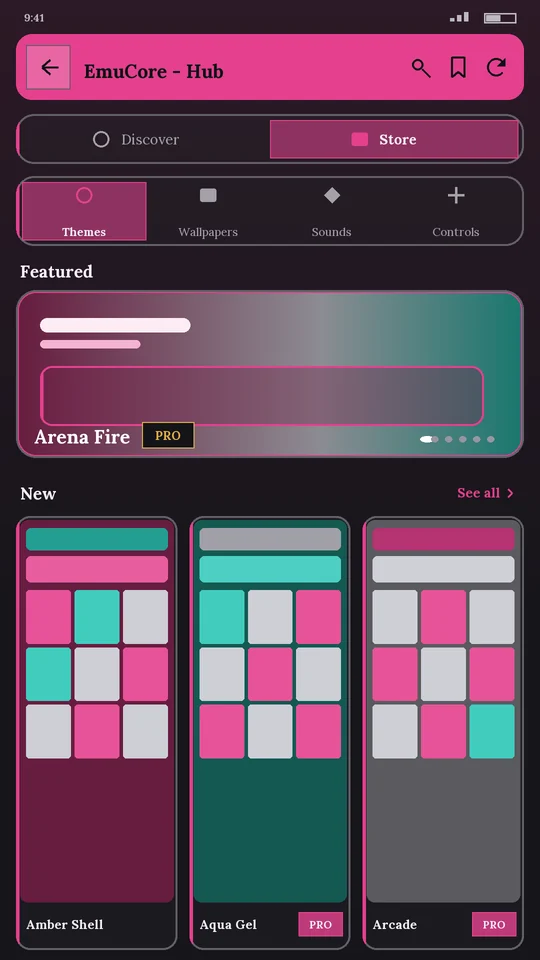 9:41
EmuCore - Hub
Discover
Store
Themes
Wallpapers
Sounds
Controls
Featured
Arena Fire
PRO
New
See all
Amber Shell
Aqua Gel
PRO
Arcade
PRO